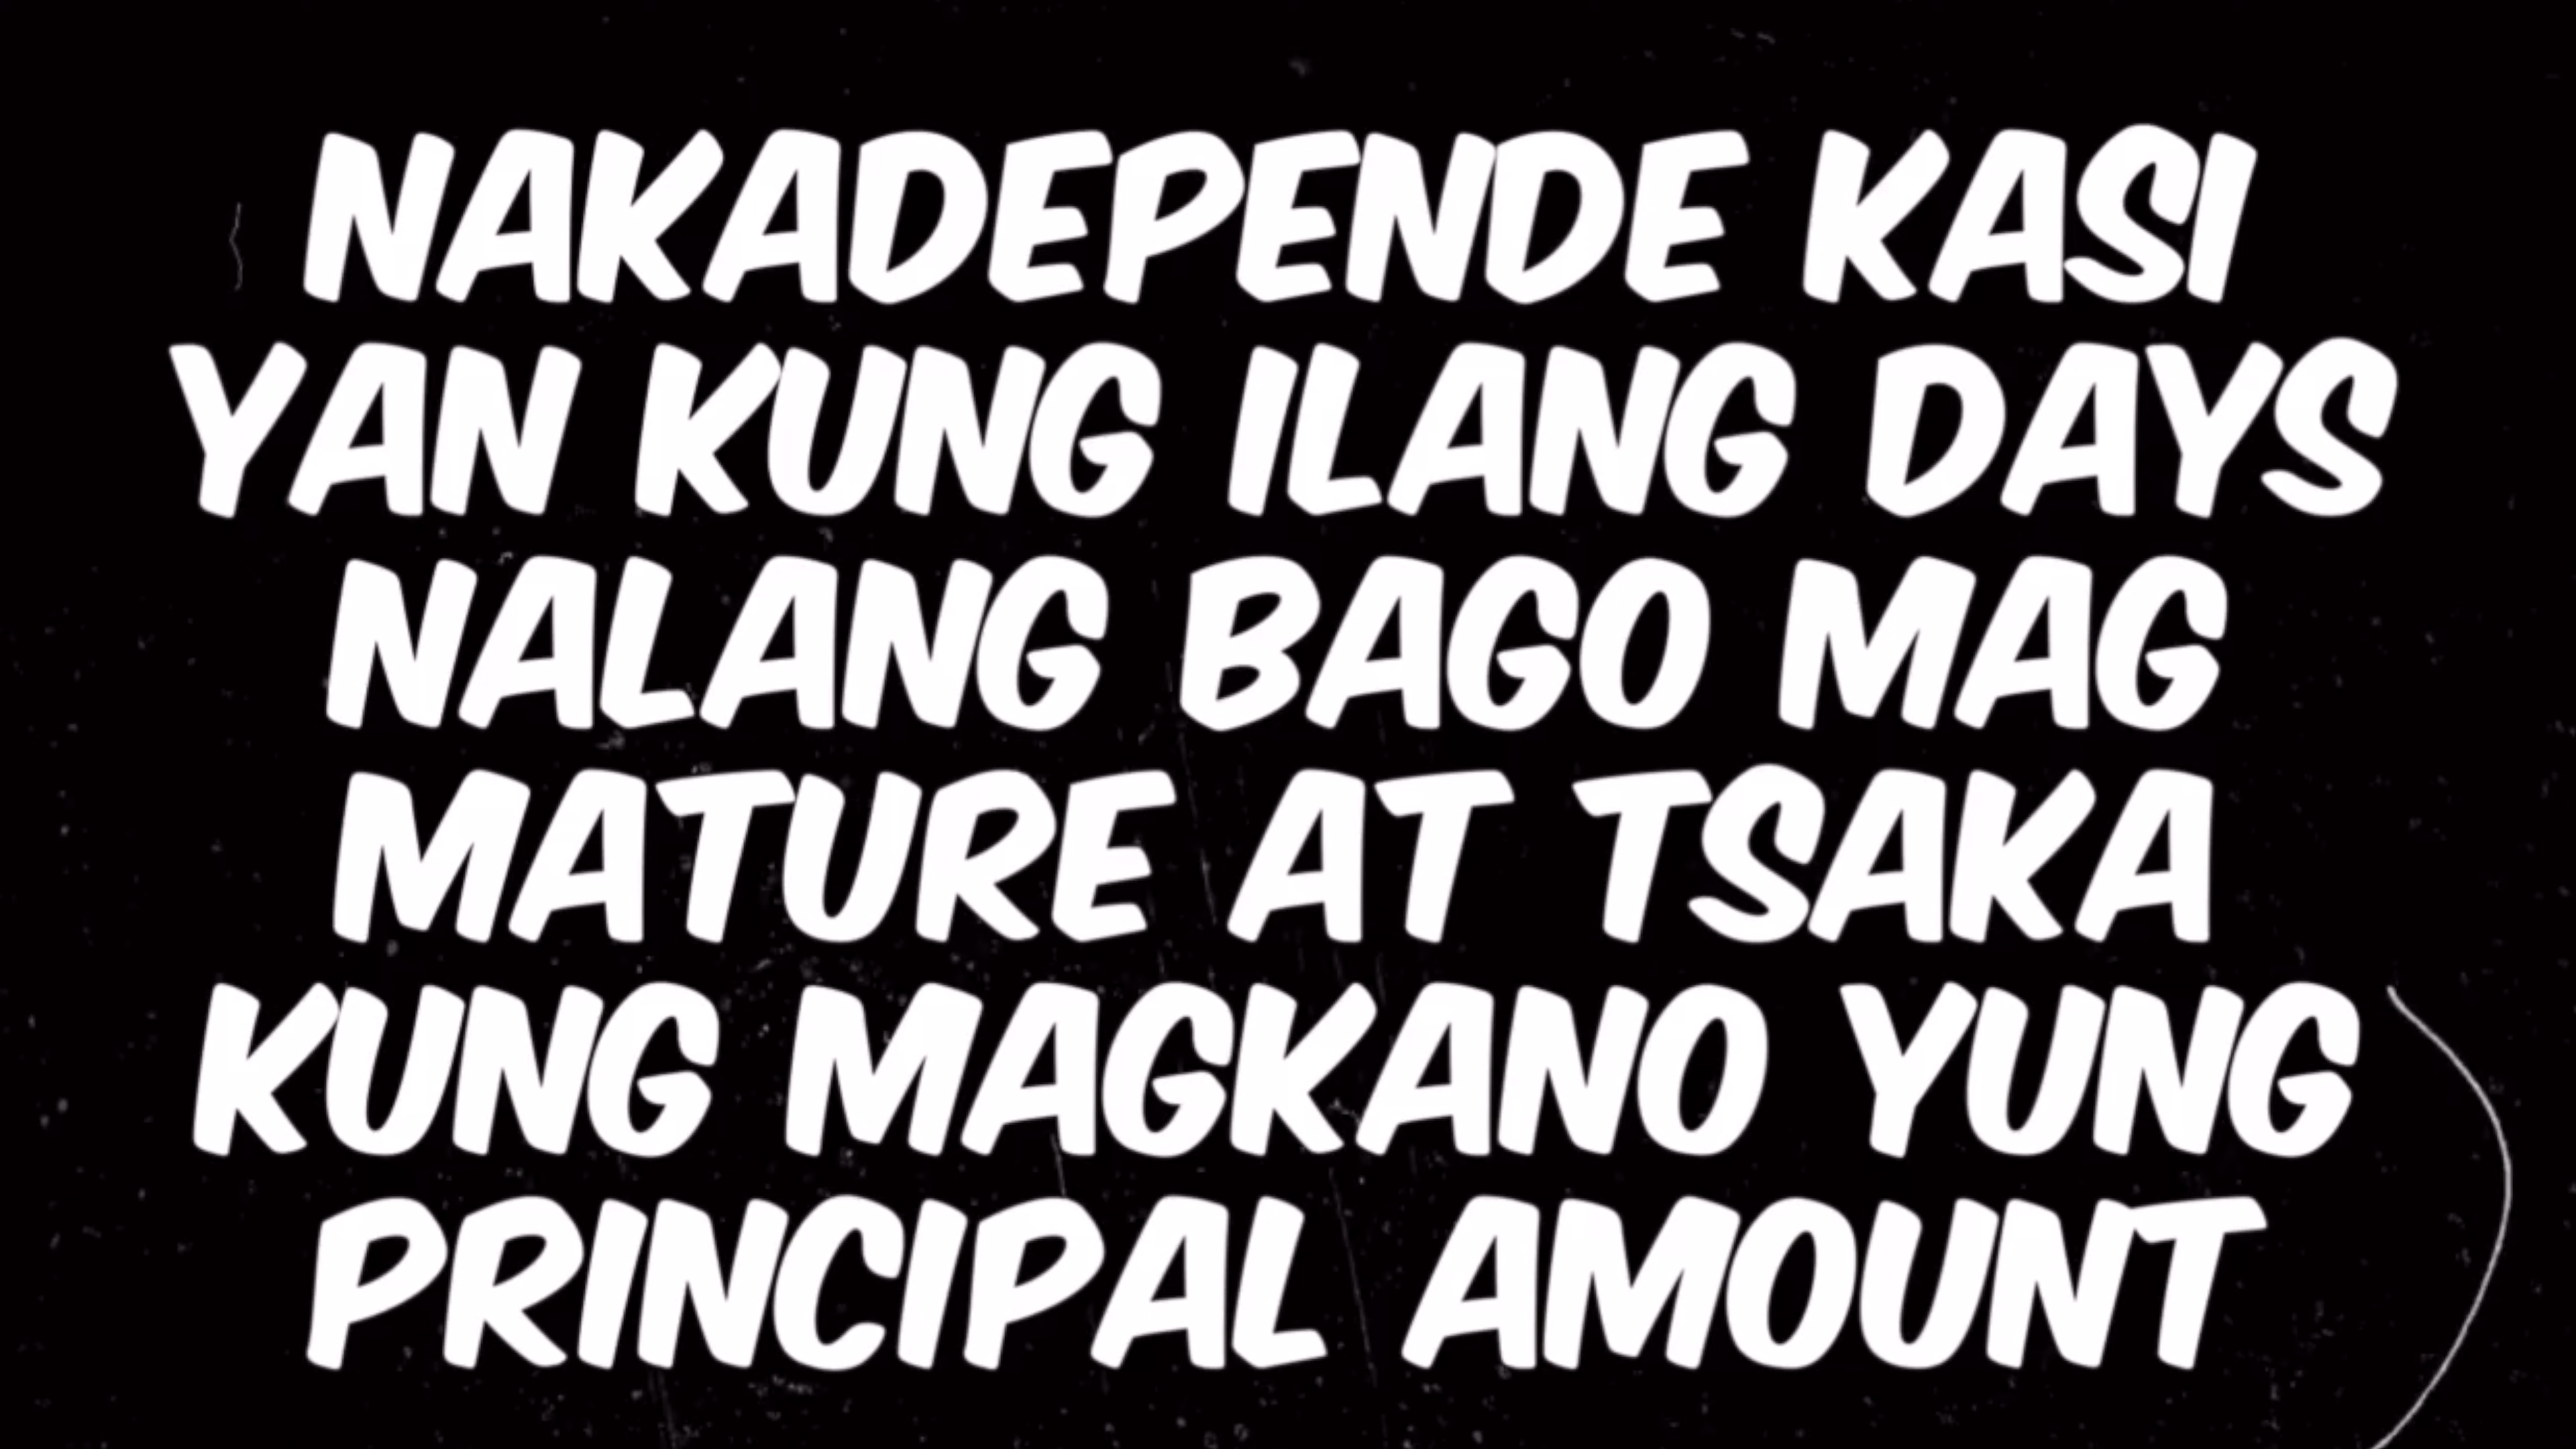 NAKADEPENDE KASI
YAN KUNG ILANG DAYS
NALANG BAGO MAG
MATURE AT TSAKA
KUNG MAGKANO YUNG
PRINCIPAL AMOUNT